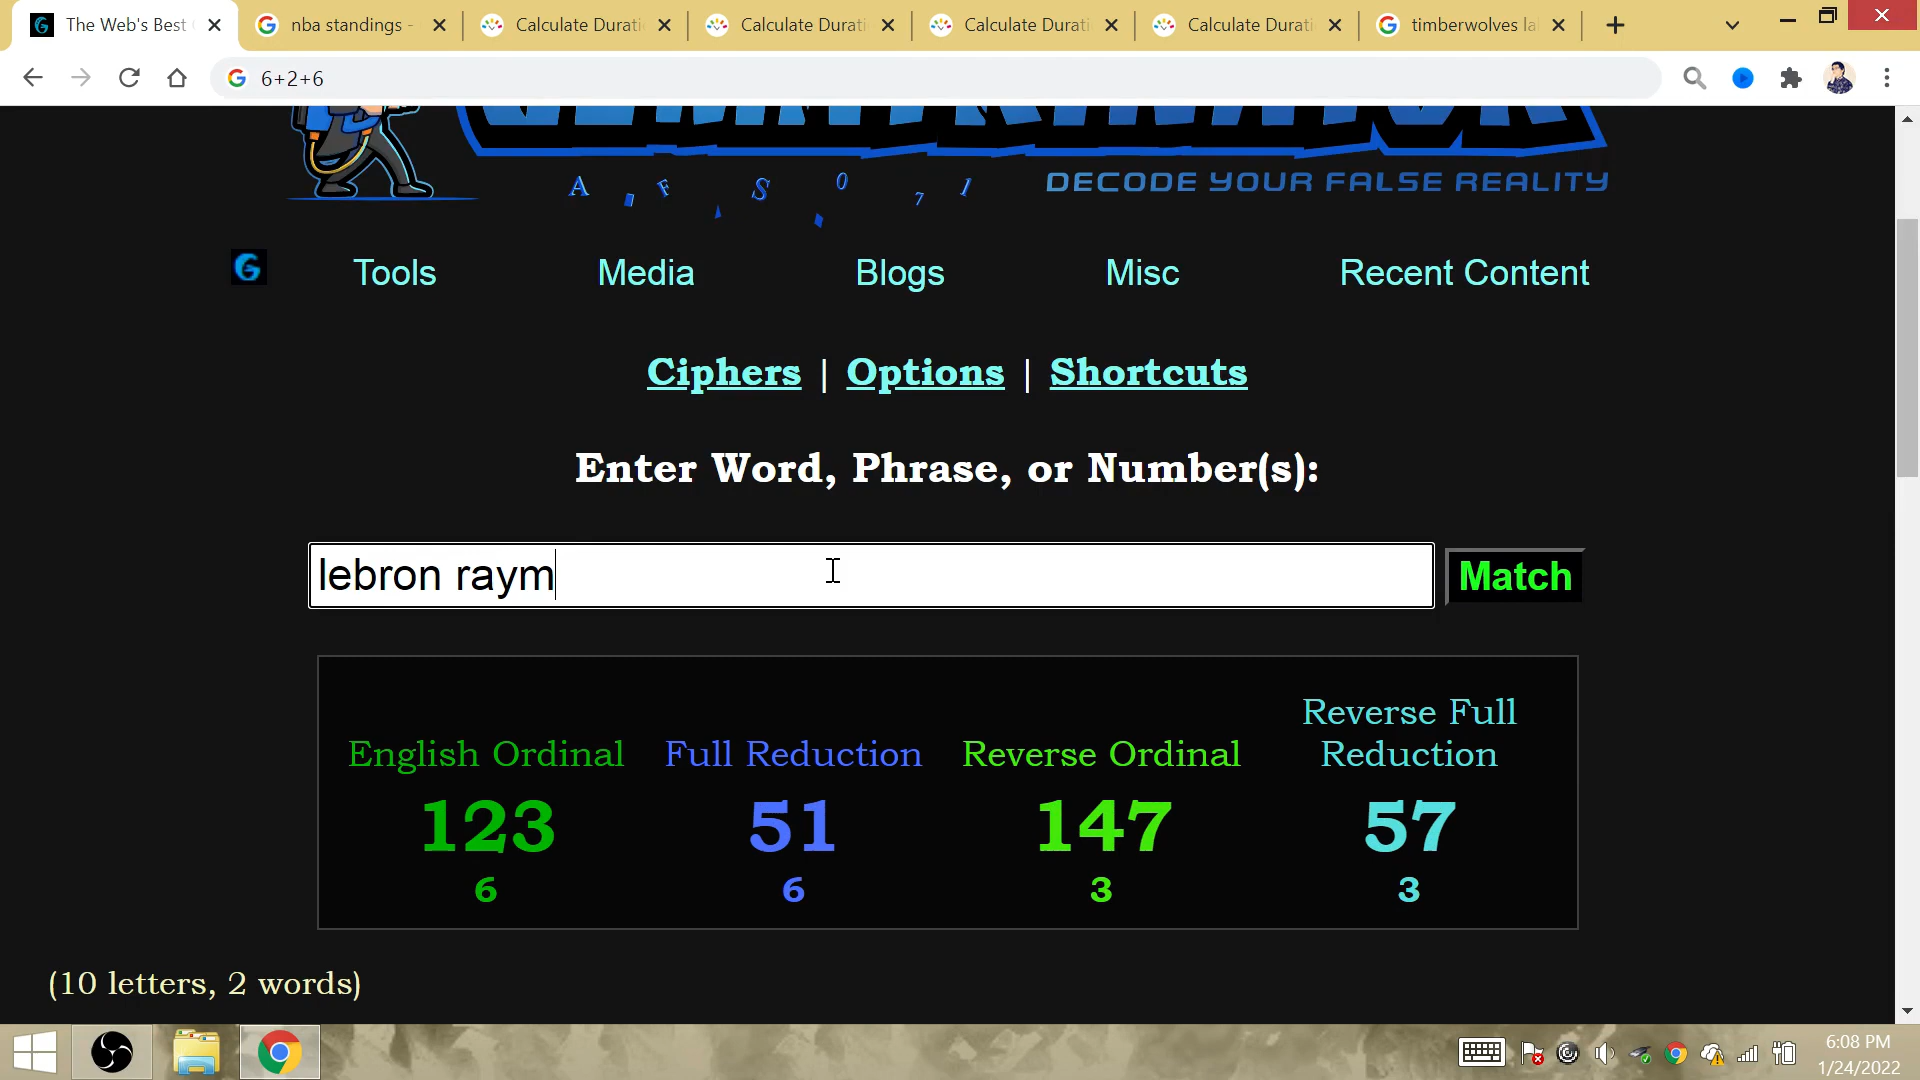 The Web's Best
nba standings -
Calculate Durati
Calculate Durati
Calculate Durati
Calculate Durati
timberwolves la
6+2+6
A F S 0 7 1
DECODE YOUR FALSE REALITY
Tools Media Blogs Misc Recent Content
Ciphers | Options | Shortcuts
Enter Word, Phrase, or Number(s):
lebron raym
Match
English Ordinal
123
6
Full Reduction
51
6
Reverse Ordinal
147
3
Reverse Full
Reduction
57
3
(10 letters, 2 words)
6:08 PM
1/24/2022